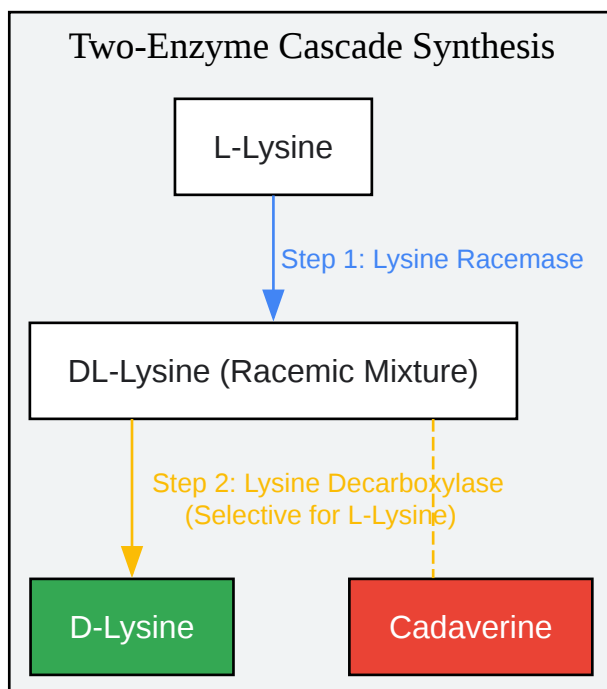 Two-Enzyme Cascade Synthesis
L-Lysine
Step 1: Lysine Racemase
DL-Lysine (Racemic Mixture)
Step 2: Lysine Decarboxylase
(Selective for L-Lysine)
D-Lysine
Cadaverine